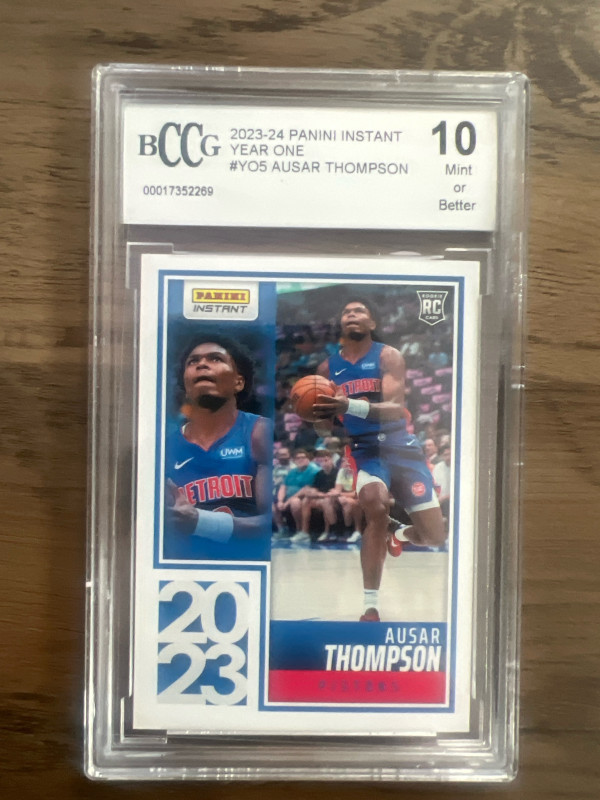 BCCG
2023-24 PANINI INSTANT
YEAR ONE
#YO5 AUSAR THOMPSON
00017352269
10
Mint
or
Better
PANINI
INSTANT
ROOKIE
RC
CARD
UWM
DETROIT
DETROIT
2023
AUSAR
THOMPSON
PISTONS